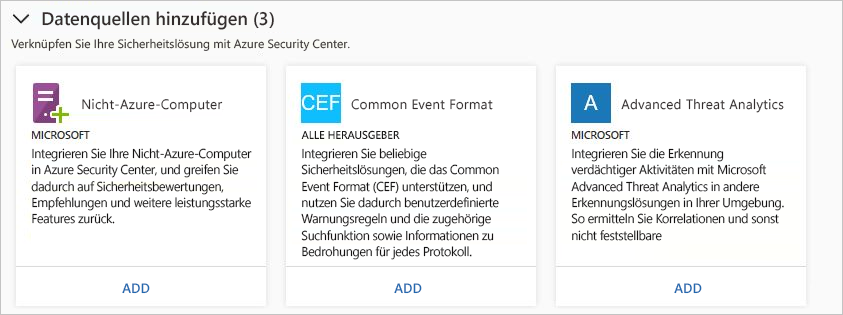 Datenquellen hinzufügen (3)
Verknüpfen Sie Ihre Sicherheitslösung mit Azure Security Center.
Nicht-Azure-Computer
MICROSOFT
Integrieren Sie Ihre Nicht-Azure-Computer
in Azure Security Center, und greifen Sie
dadurch auf Sicherheitsbewertungen,
Empfehlungen und weitere leistungsstarke
Features zurück.
ADD
CEF
Common Event Format
ALLE HERAUSGEBER
Integrieren Sie beliebige
Sicherheitslösungen, die das Common
Event Format (CEF) unterstützen, und
nutzen Sie dadurch benutzerdefinierte
Warnungsregeln und die zugehörige
Suchfunktion sowie Informationen zu
Bedrohungen für jedes Protokoll.
ADD
A
Advanced Threat Analytics
MICROSOFT
Integrieren Sie die Erkennung
verdächtiger Aktivitäten mit Microsoft
Advanced Threat Analytics in andere
Erkennungslösungen in Ihrer Umgebung.
So ermitteln Sie Korrelationen und sonst
nicht feststellbare
ADD